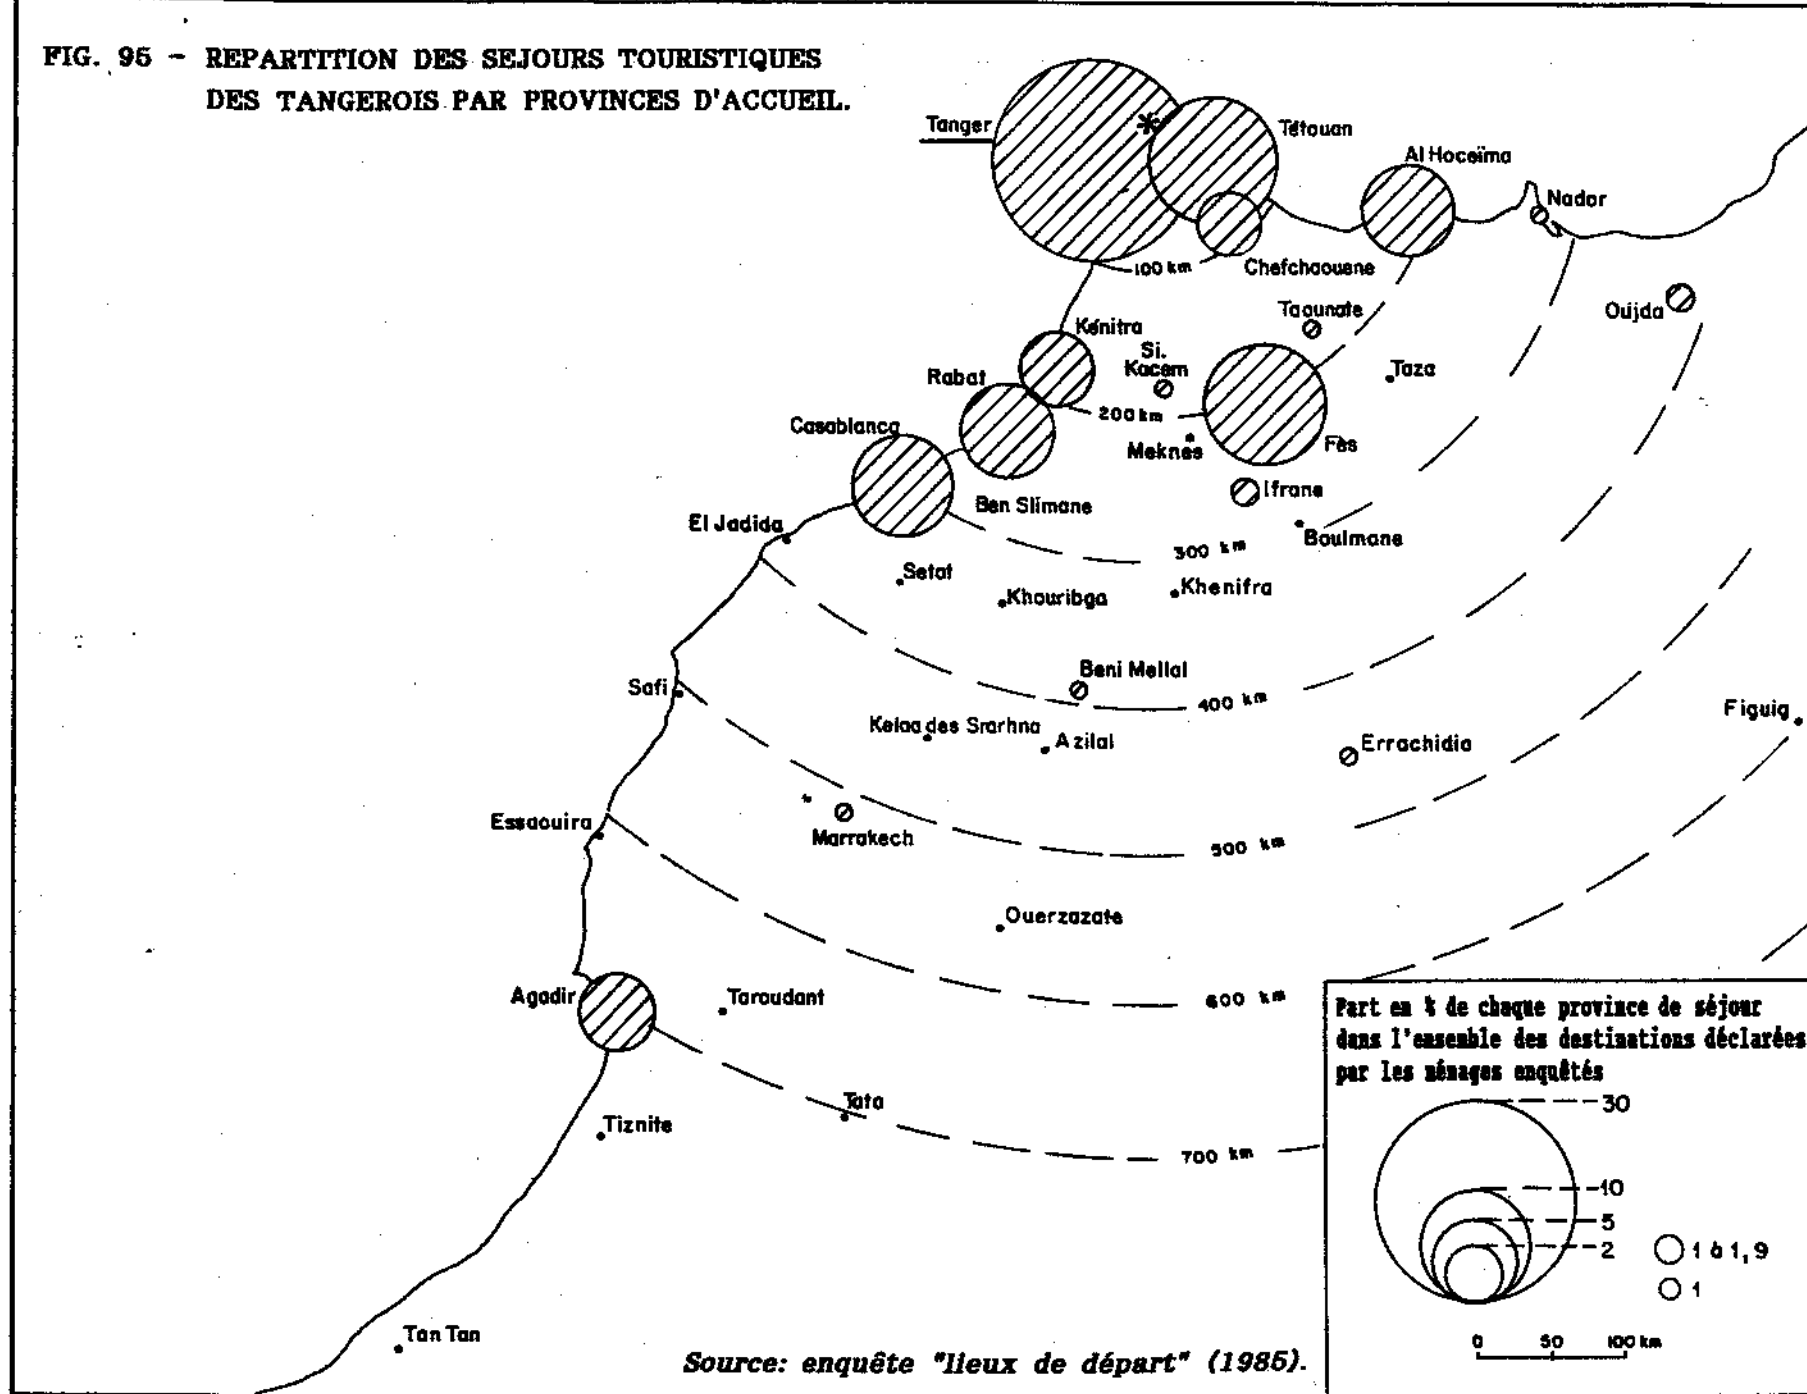 FIG. 95 - REPARTITION DES SEJOURS TOURISTIQUES
DES TANGEROIS PAR PROVINCES D'ACCUEIL.
Tanger
Tétouan
Al Hoceïma
Nador
100 km
Chefchaouene
Oujda
Taounate
Kénitra
Si.
Kacem
Rabat
Taza
200 km
Casablanca
Meknès
Fès
Ifrane
Ben Slimane
El Jadida
Boulmane
300 km
Setat
Khouribga
Khenifra
Beni Mellal
Safi
400 km
Figuig
Kelaa des Srarhna
Azilal
Errachidia
Essaouira
Marrakech
500 km
Ouerzazate
Agadir
Taroudant
600 km
Tata
Tiznite
700 km
Tan Tan
Part en % de chaque province de séjour
dans l'ensemble des destinations déclarées
par les ménages enquêtés
30
10
5
2
1 à 1,9
1
0 50 100 km
Source: enquête "lieux de départ" (1985).